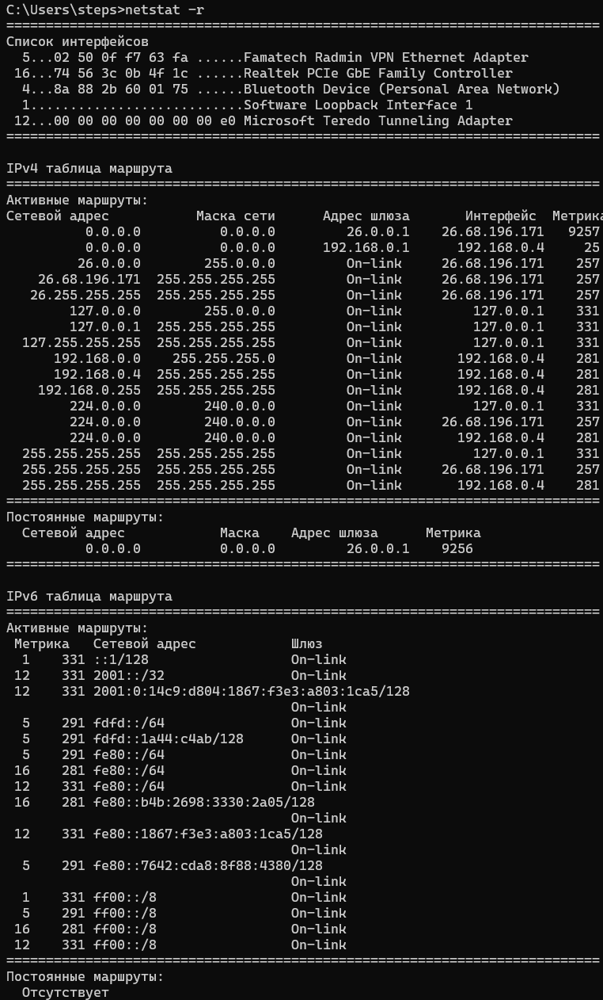 C:\Users\steps>netstat -r
===========================================================================
Список интерфейсов
  5...02 50 0f f7 63 fa ......Famatech Radmin VPN Ethernet Adapter
 16...74 56 3c 0b 4f 1c ......Realtek PCIe GbE Family Controller
  4...8a 88 2b 60 01 75 ......Bluetooth Device (Personal Area Network)
  1...........................Software Loopback Interface 1
 12...00 00 00 00 00 00 00 e0 Microsoft Teredo Tunneling Adapter
===========================================================================
IPv4 таблица маршрута
===========================================================================
Активные маршруты:
Сетевой адрес           Маска сети      Адрес шлюза       Интерфейс  Метрика
          0.0.0.0          0.0.0.0         26.0.0.1    26.68.196.171   9257
          0.0.0.0          0.0.0.0      192.168.0.1      192.168.0.4     25
         26.0.0.0        255.0.0.0         On-link     26.68.196.171    257
    26.68.196.171  255.255.255.255         On-link     26.68.196.171    257
   26.255.255.255  255.255.255.255         On-link     26.68.196.171    257
        127.0.0.0        255.0.0.0         On-link         127.0.0.1    331
        127.0.0.1  255.255.255.255         On-link         127.0.0.1    331
  127.255.255.255  255.255.255.255         On-link         127.0.0.1    331
      192.168.0.0    255.255.255.0         On-link       192.168.0.4    281
      192.168.0.4  255.255.255.255         On-link       192.168.0.4    281
    192.168.0.255  255.255.255.255         On-link       192.168.0.4    281
        224.0.0.0        240.0.0.0         On-link         127.0.0.1    331
        224.0.0.0        240.0.0.0         On-link     26.68.196.171    257
        224.0.0.0        240.0.0.0         On-link       192.168.0.4    281
  255.255.255.255  255.255.255.255         On-link         127.0.0.1    331
  255.255.255.255  255.255.255.255         On-link     26.68.196.171    257
  255.255.255.255  255.255.255.255         On-link       192.168.0.4    281
===========================================================================
Постоянные маршруты:
  Сетевой адрес            Маска    Адрес шлюза      Метрика
          0.0.0.0          0.0.0.0         26.0.0.1    9256
===========================================================================
IPv6 таблица маршрута
===========================================================================
Активные маршруты:
 Метрика   Сетевой адрес            Шлюз
  1    331 ::1/128                  On-link
 12    331 2001::/32                On-link
 12    331 2001:0:14c9:d804:1867:f3e3:a803:1ca5/128
                                    On-link
  5    291 fdfd::/64                On-link
  5    291 fdfd::1a44:c4ab/128      On-link
  5    291 fe80::/64                On-link
 16    281 fe80::/64                On-link
 12    331 fe80::/64                On-link
 16    281 fe80::b4b:2698:3330:2a05/128
                                    On-link
 12    331 fe80::1867:f3e3:a803:1ca5/128
                                    On-link
  5    291 fe80::7642:cda8:8f88:4380/128
                                    On-link
  1    331 ff00::/8                 On-link
  5    291 ff00::/8                 On-link
 16    281 ff00::/8                 On-link
 12    331 ff00::/8                 On-link
===========================================================================
Постоянные маршруты:
  Отсутствует